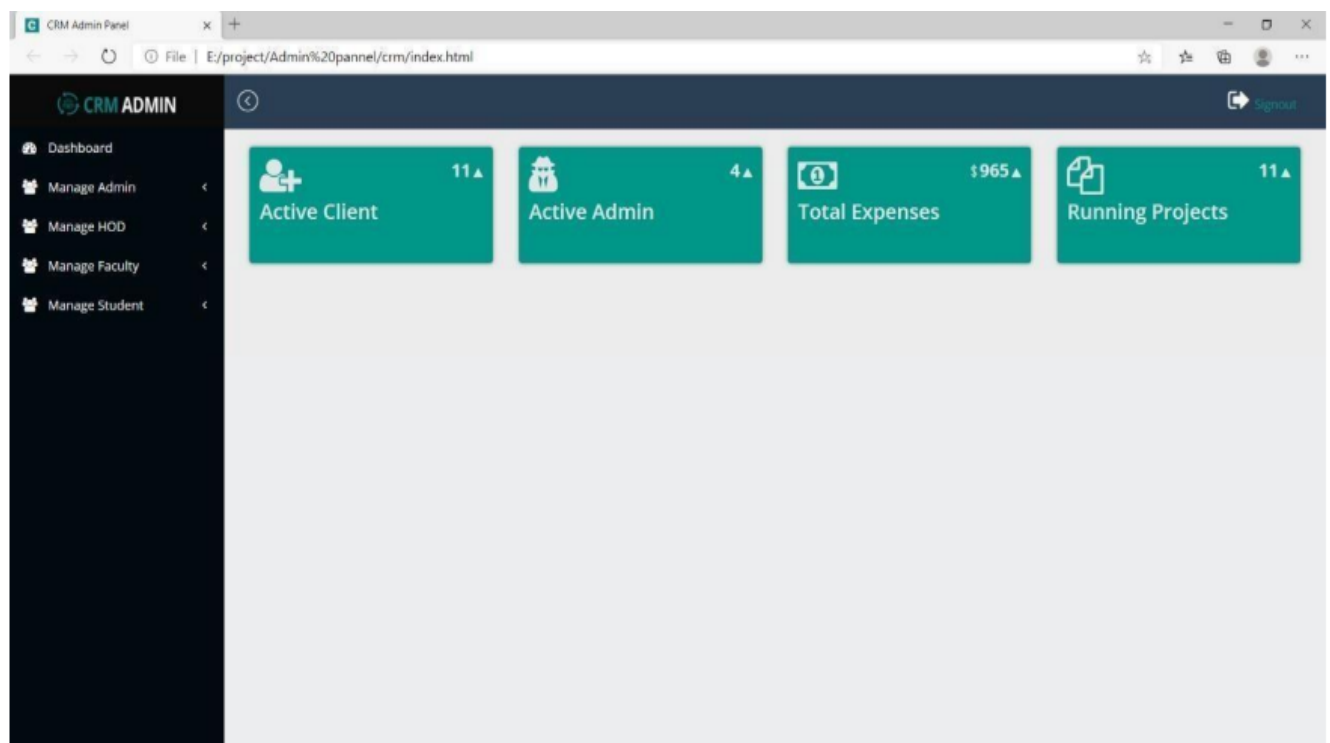 CRM Admin Panel
File | E:/project/Admin%20pannel/crm/index.html
CRM ADMIN
Signout
Dashboard
Manage Admin
Manage HOD
Manage Faculty
Manage Student
11▲
Active Client
4▲
Active Admin
$965▲
Total Expenses
11▲
Running Projects